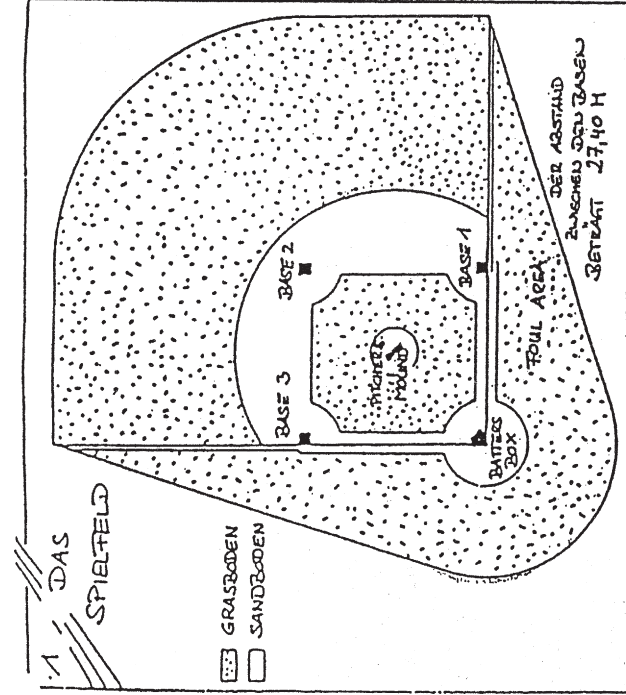 .1 DAS
SPIELFELD
GRASBODEN
SANDBODEN
BASE 3
BASE 2
PITCHERS
MOUND
BATTERS
BOX
BASE 1
FOUL AREA
DER ABSTAND
ZWISCHEN DEN BASEN
BETRÄGT 27,40 M